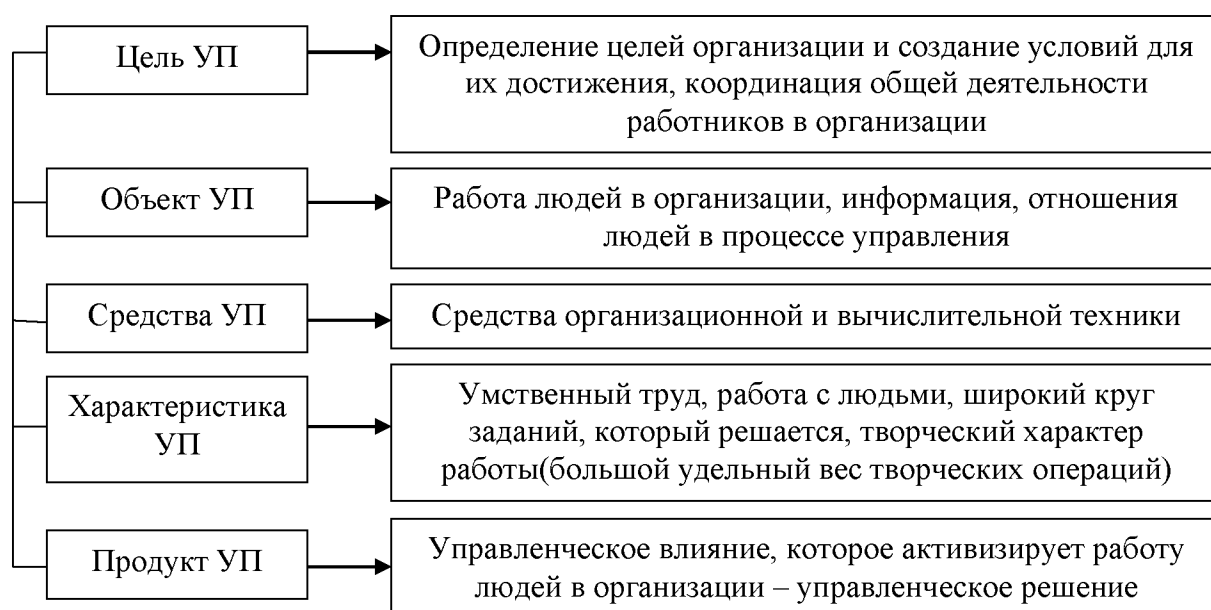 Цель УП
Определение целей организации и создание условий для
их достижения, координация общей деятельности
работников в организации
Объект УП
Работа людей в организации, информация, отношения
людей в процессе управления
Средства УП
Средства организационной и вычислительной техники
Характеристика
УП
Умственный труд, работа с людьми, широкий круг
заданий, который решается, творческий характер
работы(большой удельный вес творческих операций)
Продукт УП
Управленческое влияние, которое активизирует работу
людей в организации – управленческое решение